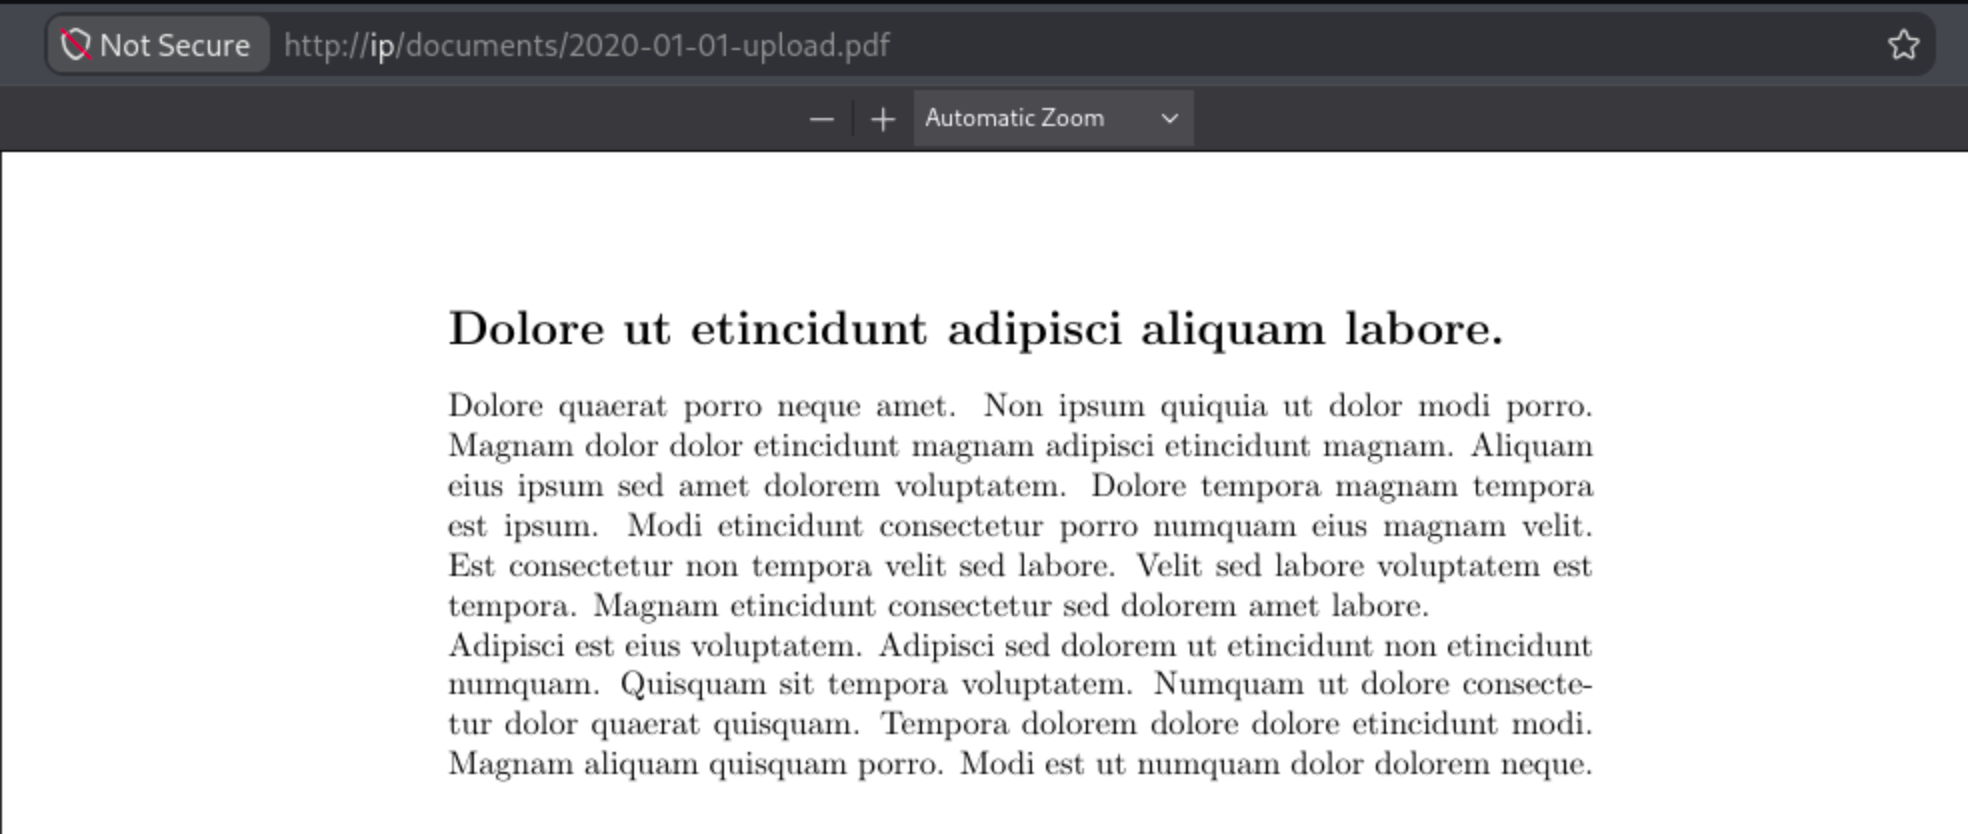 Not Secure http://ip/documents/2020-01-01-upload.pdf
Automatic Zoom
Dolore ut etincidunt adipisci aliquam labore.
Dolore quaerat porro neque amet. Non ipsum quiquia ut dolor modi porro.
Magnam dolor dolor etincidunt magnam adipisci etincidunt magnam. Aliquam
eius ipsum sed amet dolorem voluptatem. Dolore tempora magnam tempora
est ipsum. Modi etincidunt consectetur porro numquam eius magnam velit.
Est consectetur non tempora velit sed labore. Velit sed labore voluptatem est
tempora. Magnam etincidunt consectetur sed dolorem amet labore.
Adipisci est eius voluptatem. Adipisci sed dolorem ut etincidunt non etincidunt
numquam. Quisquam sit tempora voluptatem. Numquam ut dolore consecte-
tur dolor quaerat quisquam. Tempora dolorem dolore dolore etincidunt modi.
Magnam aliquam quisquam porro. Modi est ut numquam dolor dolorem neque.